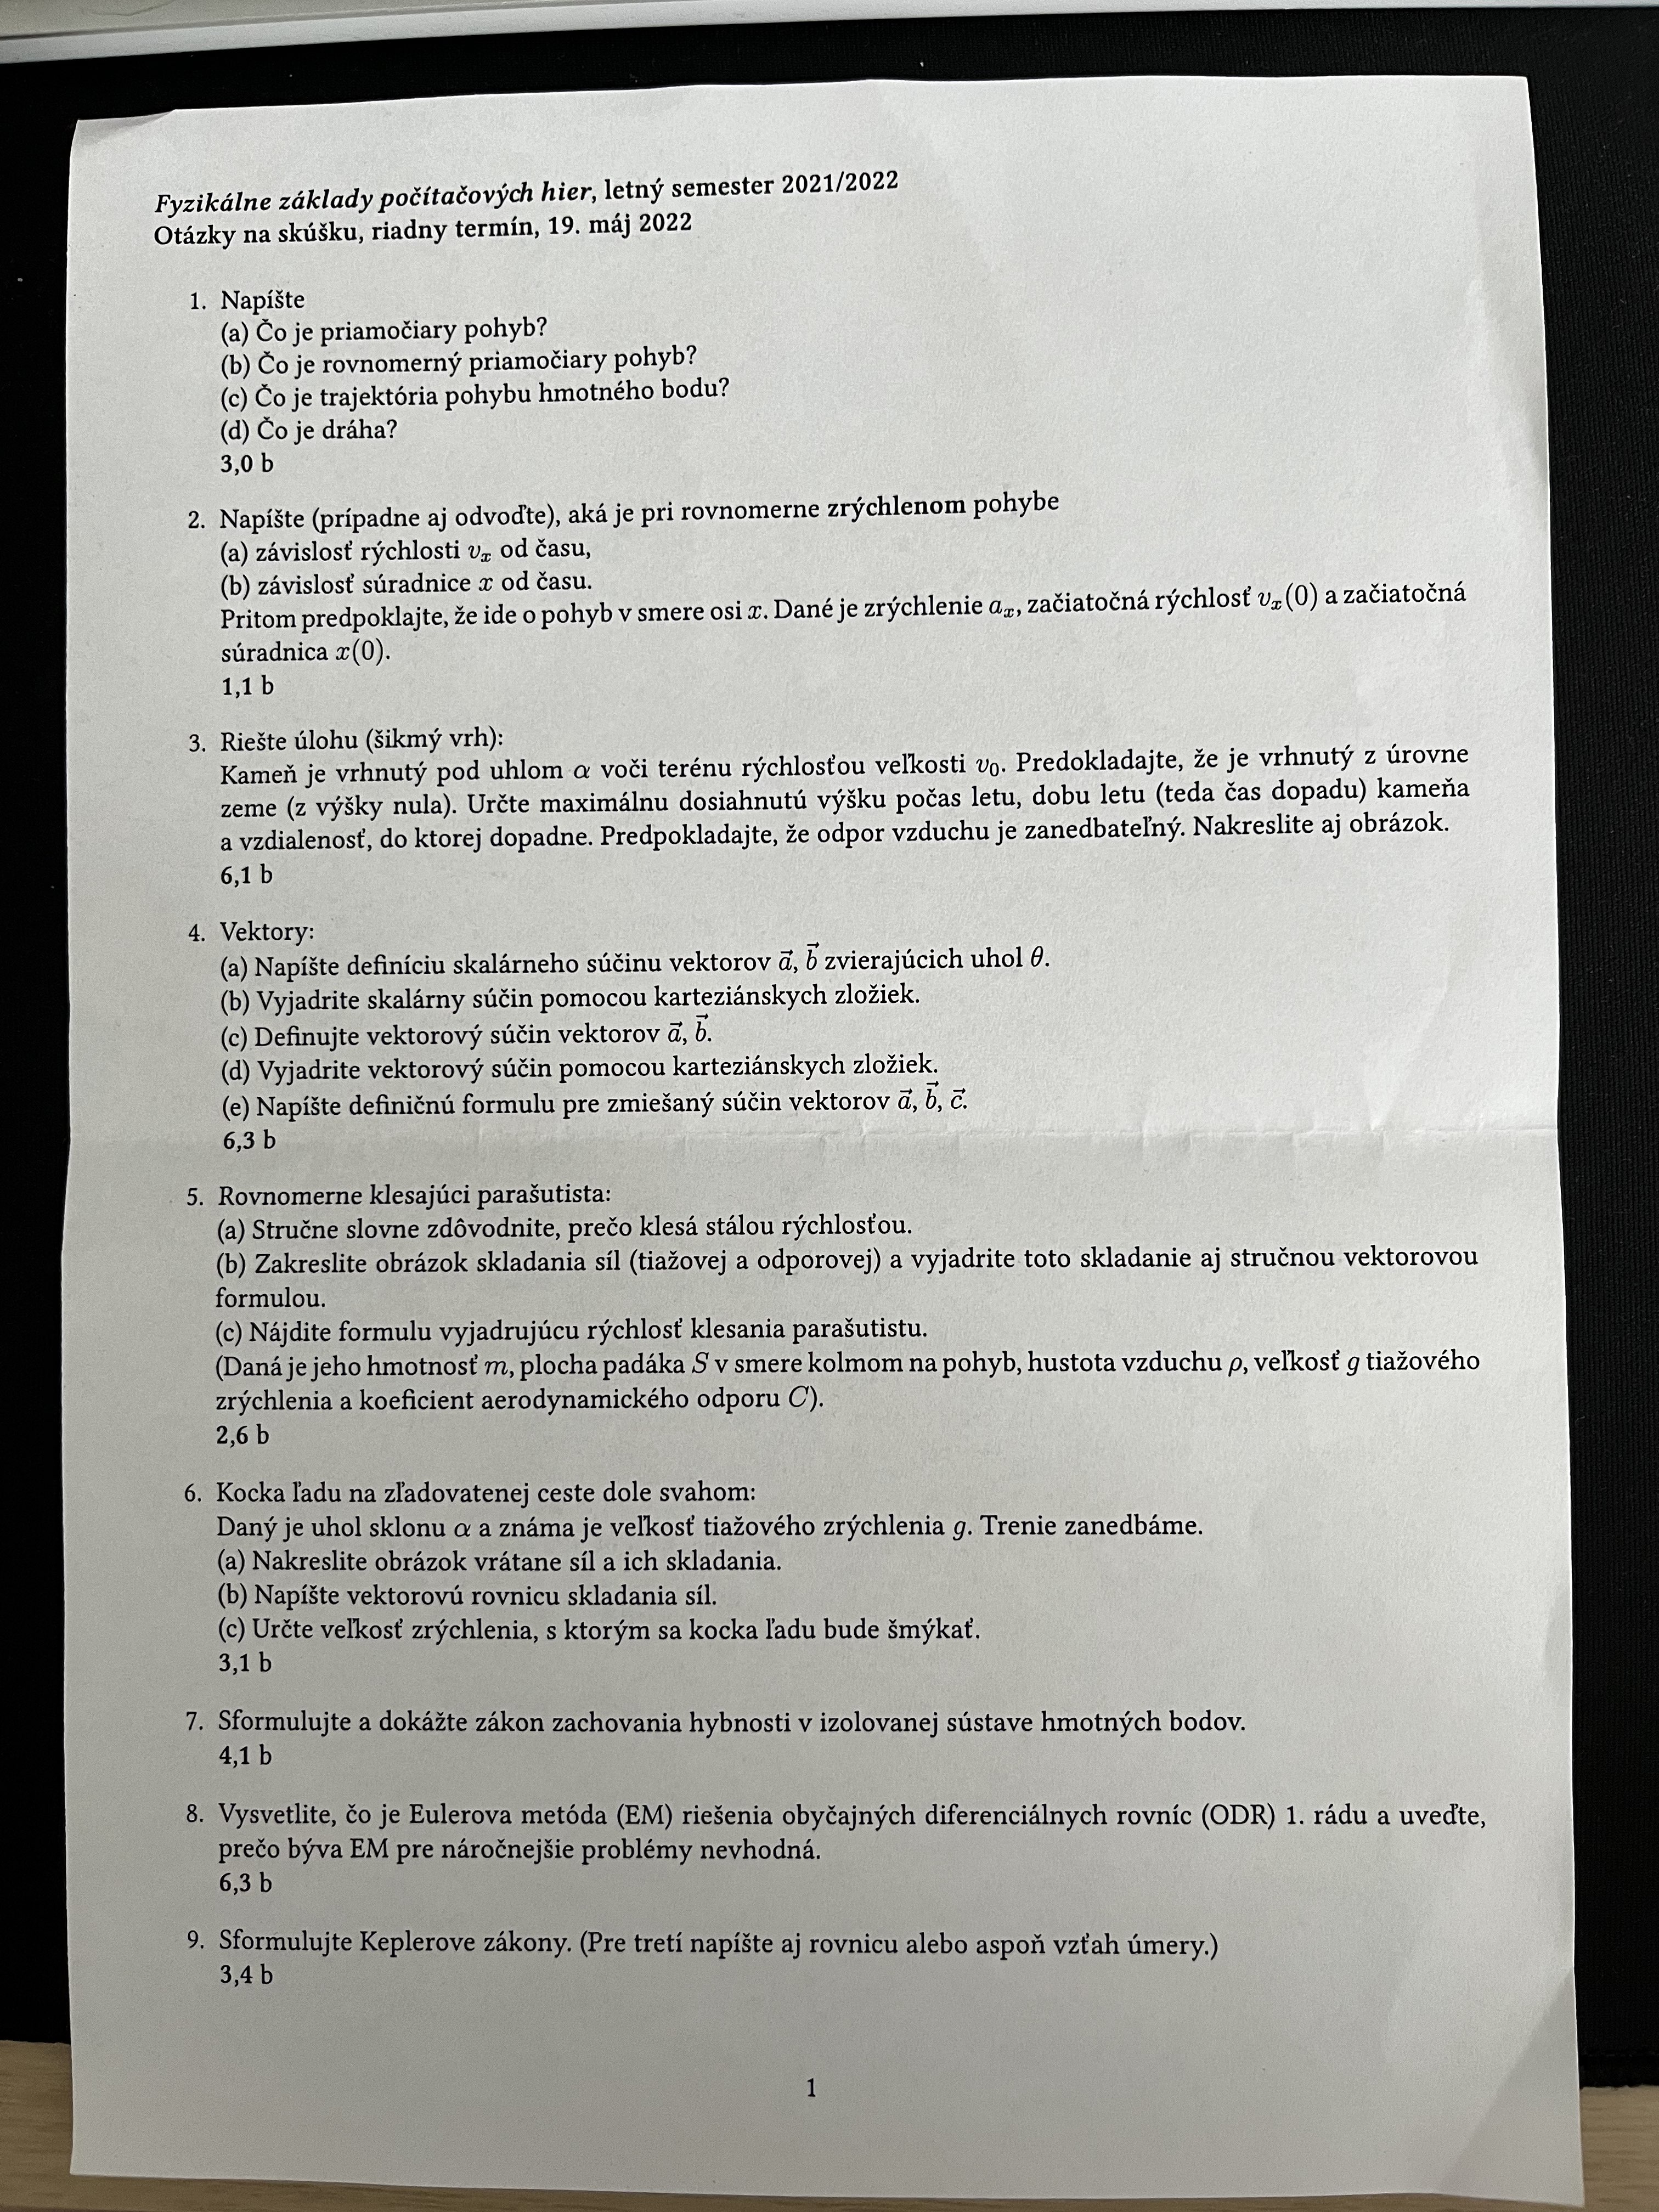 Fyzikálne základy počítačových hier, letný semester 2021/2022
Otázky na skúšku, riadny termín, 19. máj 2022
1. Napíšte
(a) Čo je priamočiary pohyb?
(b) Čo je rovnomerný priamočiary pohyb?
(c) Čo je trajektória pohybu hmotného bodu?
(d) Čo je dráha?
3,0 b
2. Napíšte (prípadne aj odvoďte), aká je pri rovnomerne zrýchlenom pohybe
(a) závislosť rýchlosti vₓ od času,
(b) závislosť súradnice x od času.
Pritom predpoklajte, že ide o pohyb v smere osi x. Dané je zrýchlenie aₓ, začiatočná rýchlosť vₓ(0) a začiatočná
súradnica x(0).
1,1 b
3. Riešte úlohu (šikmý vrh):
Kameň je vrhnutý pod uhlom α voči terénu rýchlosťou veľkosti v₀. Predokladajte, že je vrhnutý z úrovne
zeme (z výšky nula). Určte maximálnu dosiahnutú výšku počas letu, dobu letu (teda čas dopadu) kameňa
a vzdialenosť, do ktorej dopadne. Predpokladajte, že odpor vzduchu je zanedbateľný. Nakreslite aj obrázok.
6,1 b
4. Vektory:
(a) Napíšte definíciu skalárneho súčinu vektorov a⃗, b⃗ zvierajúcich uhol θ.
(b) Vyjadrite skalárny súčin pomocou karteziánskych zložiek.
(c) Definujte vektorový súčin vektorov a⃗, b⃗.
(d) Vyjadrite vektorový súčin pomocou karteziánskych zložiek.
(e) Napíšte definičnú formulu pre zmiešaný súčin vektorov a⃗, b⃗, c⃗.
6,3 b
5. Rovnomerne klesajúci parašutista:
(a) Stručne slovne zdôvodnite, prečo klesá stálou rýchlosťou.
(b) Zakreslite obrázok skladania síl (tiažovej a odporovej) a vyjadrite toto skladanie aj stručnou vektorovou
formulou.
(c) Nájdite formulu vyjadrujúcu rýchlosť klesania parašutistu.
(Daná je jeho hmotnosť m, plocha padáka S v smere kolmom na pohyb, hustota vzduchu ρ, veľkosť g tiažového
zrýchlenia a koeficient aerodynamického odporu C).
2,6 b
6. Kocka ľadu na zľadovatenej ceste dole svahom:
Daný je uhol sklonu α a známa je veľkosť tiažového zrýchlenia g. Trenie zanedbáme.
(a) Nakreslite obrázok vrátane síl a ich skladania.
(b) Napíšte vektorovú rovnicu skladania síl.
(c) Určte veľkosť zrýchlenia, s ktorým sa kocka ľadu bude šmýkať.
3,1 b
7. Sformulujte a dokážte zákon zachovania hybnosti v izolovanej sústave hmotných bodov.
4,1 b
8. Vysvetlite, čo je Eulerova metóda (EM) riešenia obyčajných diferenciálnych rovníc (ODR) 1. rádu a uveďte,
prečo býva EM pre náročnejšie problémy nevhodná.
6,3 b
9. Sformulujte Keplerove zákony. (Pre tretí napíšte aj rovnicu alebo aspoň vzťah úmery.)
3,4 b
1